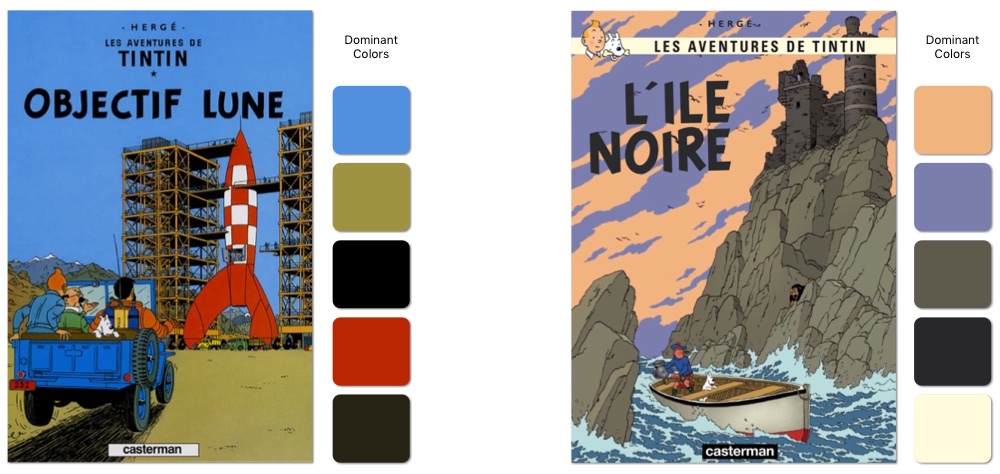 - HERGÉ -
LES AVENTURES DE
TINTIN
OBJECTIF LUNE
252
casterman
Dominant
Colors
- HERGÉ -
LES AVENTURES DE TINTIN
L'ILE
NOIRE
casterman
Dominant
Colors